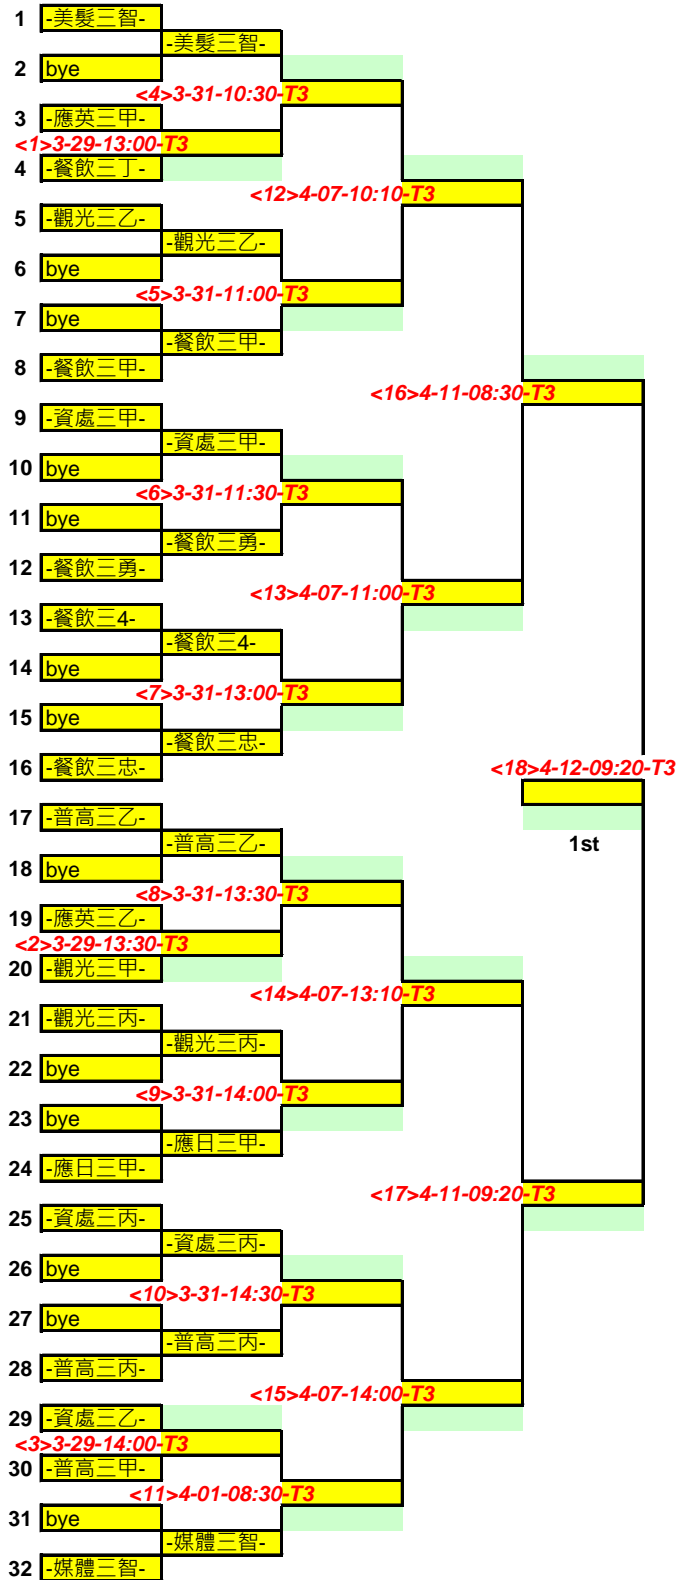 1 -美髮三智-
-美髮三智-
2 bye
<4>3-31-10:30-T3
3 -應英三甲-
<1>3-29-13:00-T3
4 -餐飲三丁-
<12>4-07-10:10-T3
5 -觀光三乙-
-觀光三乙-
6 bye
<5>3-31-11:00-T3
7 bye
-餐飲三甲-
8 -餐飲三甲-
<16>4-11-08:30-T3
9 -資處三甲-
-資處三甲-
10 bye
<6>3-31-11:30-T3
11 bye
-餐飲三勇-
12 -餐飲三勇-
<13>4-07-11:00-T3
13 -餐飲三4-
-餐飲三4-
14 bye
<7>3-31-13:00-T3
15 bye
-餐飲三忠-
16 -餐飲三忠-
<18>4-12-09:20-T3
17 -普高三乙-
-普高三乙-
1st
18 bye
<8>3-31-13:30-T3
19 -應英三乙-
<2>3-29-13:30-T3
20 -觀光三甲-
<14>4-07-13:10-T3
21 -觀光三丙-
-觀光三丙-
22 bye
<9>3-31-14:00-T3
23 bye
-應日三甲-
24 -應日三甲-
<17>4-11-09:20-T3
25 -資處三丙-
-資處三丙-
26 bye
<10>3-31-14:30-T3
27 bye
-普高三丙-
28 -普高三丙-
<15>4-07-14:00-T3
29 -資處三乙-
<3>3-29-14:00-T3
30 -普高三甲-
<11>4-01-08:30-T3
31 bye
-媒體三智-
32 -媒體三智-